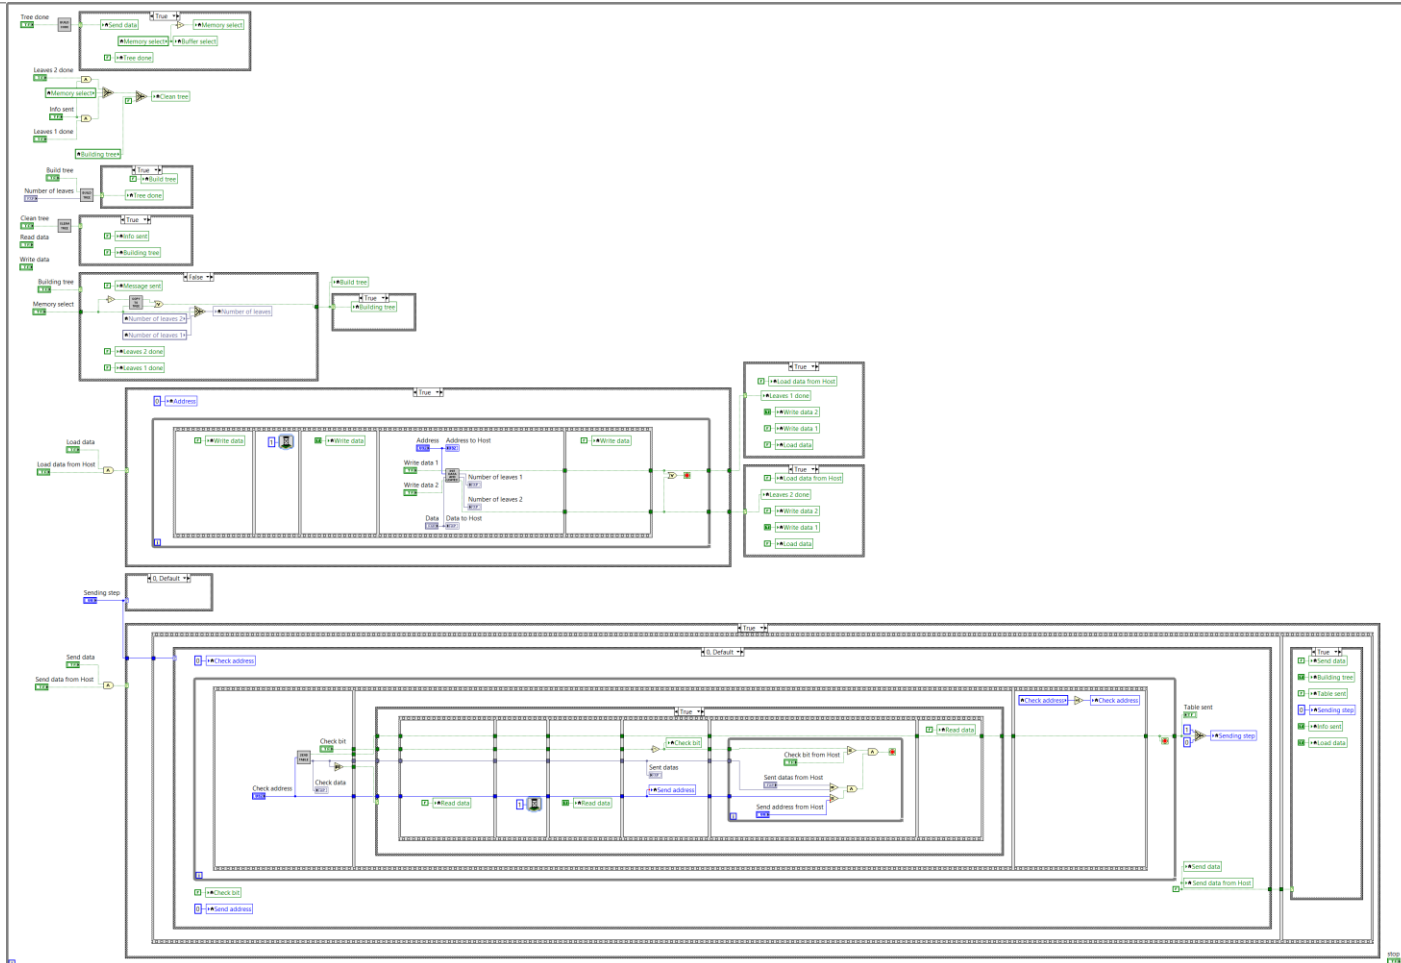 Tree done
True
Send data
Memory select
Memory select
Buffer select
Tree done
Leaves 2 done
Memory select
Clean tree
Info sent
Leaves 1 done
Building tree
Build tree
True
Build tree
Number of leaves
Tree done
Clean tree
True
Read data
Info sent
Building tree
Write data
False
Building tree
Message sent
Build tree
Memory select
True
Building tree
Number of leaves
Number of leaves 2
Number of leaves 1
Leaves 2 done
Leaves 1 done
True
Load data from Host
Leaves 1 done
Write data 2
Write data 1
Load data
True
0
Address
Write data
1
Write data
Address
Address to Host
Write data
Load data
Load data from Host
Write data 1
Number of leaves 1
Write data 2
Number of leaves 2
Data
Data to Host
i
True
Load data from Host
Leaves 2 done
Write data 2
Write data 1
Load data
0, Default
Sending step
True
Send data
Send data from Host
0, Default
0
Check address
True
Check address
Check address
Check bit
Check bit
Read data
Check bit from Host
Sent datas
Sent datas from Host
Check data
Check address
Send address
Send address from Host
Read data
1
Read data
i
Table sent
1
0
Sending step
True
Send data
Building tree
Table sent
0
Sending step
Info sent
Load data
i
Check bit
0
Send address
Send data
Send data from Host
stop